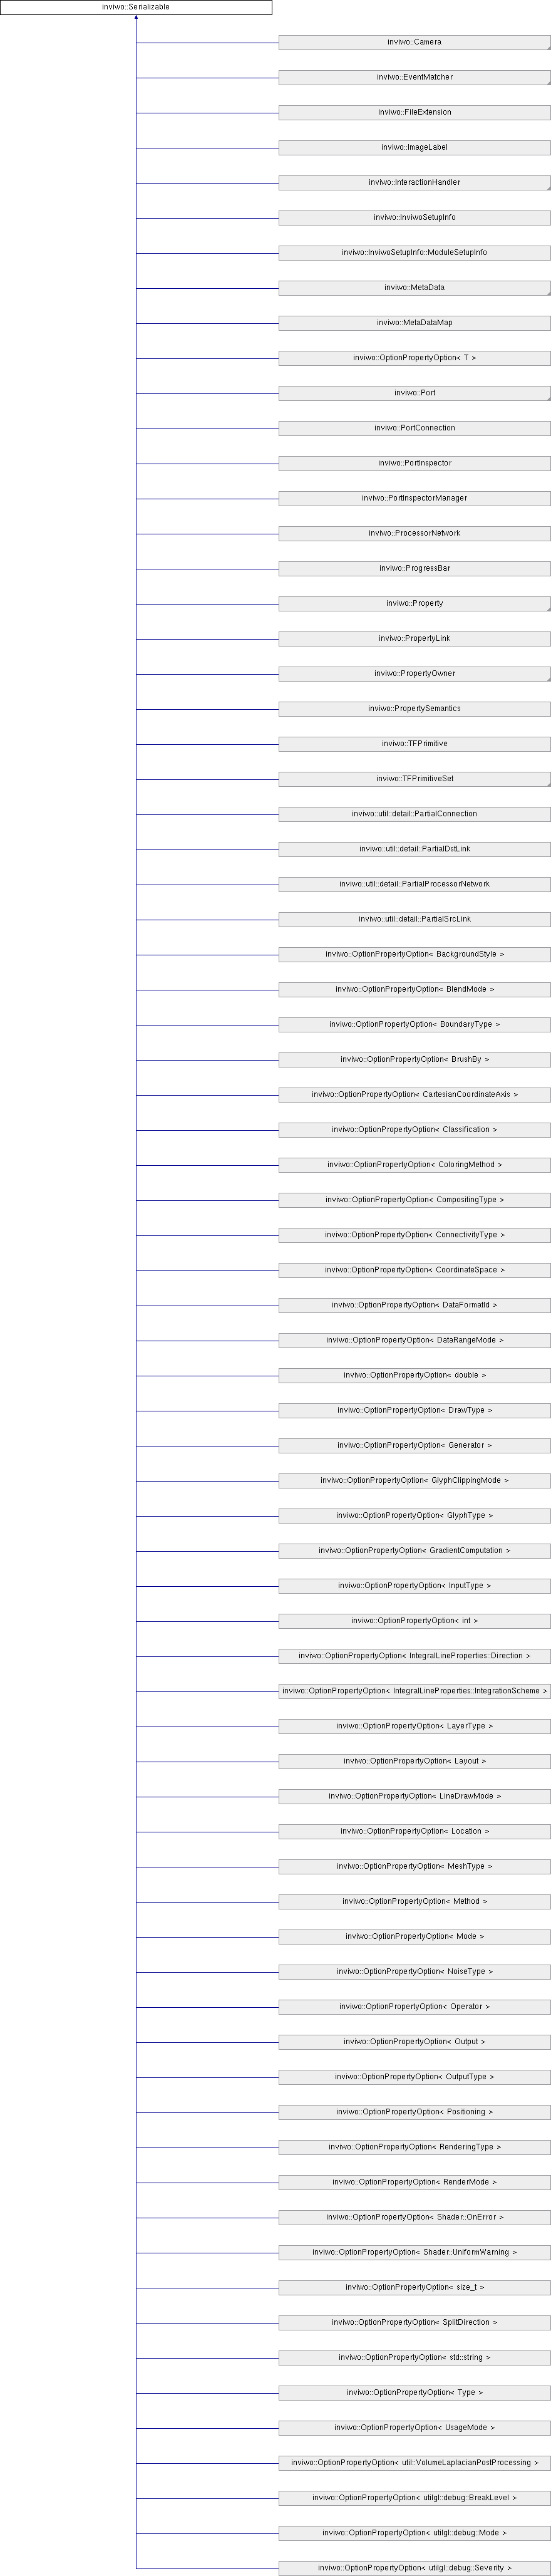 inviwo::Serializable
inviwo::Camera
inviwo::EventMatcher
inviwo::FileExtension
inviwo::ImageLabel
inviwo::InteractionHandler
inviwo::InviwoSetupInfo
inviwo::InviwoSetupInfo::ModuleSetupInfo
inviwo::MetaData
inviwo::MetaDataMap
inviwo::OptionPropertyOption< T >
inviwo::Port
inviwo::PortConnection
inviwo::PortInspector
inviwo::PortInspectorManager
inviwo::ProcessorNetwork
inviwo::ProgressBar
inviwo::Property
inviwo::PropertyLink
inviwo::PropertyOwner
inviwo::PropertySemantics
inviwo::TFPrimitive
inviwo::TFPrimitiveSet
inviwo::util::detail::PartialConnection
inviwo::util::detail::PartialDstLink
inviwo::util::detail::PartialProcessorNetwork
inviwo::util::detail::PartialSrcLink
inviwo::OptionPropertyOption< BackgroundStyle >
inviwo::OptionPropertyOption< BlendMode >
inviwo::OptionPropertyOption< BoundaryType >
inviwo::OptionPropertyOption< BrushBy >
inviwo::OptionPropertyOption< CartesianCoordinateAxis >
inviwo::OptionPropertyOption< Classification >
inviwo::OptionPropertyOption< ColoringMethod >
inviwo::OptionPropertyOption< CompositingType >
inviwo::OptionPropertyOption< ConnectivityType >
inviwo::OptionPropertyOption< CoordinateSpace >
inviwo::OptionPropertyOption< DataFormatId >
inviwo::OptionPropertyOption< DataRangeMode >
inviwo::OptionPropertyOption< double >
inviwo::OptionPropertyOption< DrawType >
inviwo::OptionPropertyOption< Generator >
inviwo::OptionPropertyOption< GlyphClippingMode >
inviwo::OptionPropertyOption< GlyphType >
inviwo::OptionPropertyOption< GradientComputation >
inviwo::OptionPropertyOption< InputType >
inviwo::OptionPropertyOption< int >
inviwo::OptionPropertyOption< IntegralLineProperties::Direction >
inviwo::OptionPropertyOption< IntegralLineProperties::IntegrationScheme >
inviwo::OptionPropertyOption< LayerType >
inviwo::OptionPropertyOption< Layout >
inviwo::OptionPropertyOption< LineDrawMode >
inviwo::OptionPropertyOption< Location >
inviwo::OptionPropertyOption< MeshType >
inviwo::OptionPropertyOption< Method >
inviwo::OptionPropertyOption< Mode >
inviwo::OptionPropertyOption< NoiseType >
inviwo::OptionPropertyOption< Operator >
inviwo::OptionPropertyOption< Output >
inviwo::OptionPropertyOption< OutputType >
inviwo::OptionPropertyOption< Positioning >
inviwo::OptionPropertyOption< RenderingType >
inviwo::OptionPropertyOption< RenderMode >
inviwo::OptionPropertyOption< Shader::OnError >
inviwo::OptionPropertyOption< Shader::UniformWarning >
inviwo::OptionPropertyOption< size_t >
inviwo::OptionPropertyOption< SplitDirection >
inviwo::OptionPropertyOption< std::string >
inviwo::OptionPropertyOption< Type >
inviwo::OptionPropertyOption< UsageMode >
inviwo::OptionPropertyOption< util::VolumeLaplacianPostProcessing >
inviwo::OptionPropertyOption< utilgl::debug::BreakLevel >
inviwo::OptionPropertyOption< utilgl::debug::Mode >
inviwo::OptionPropertyOption< utilgl::debug::Severity >